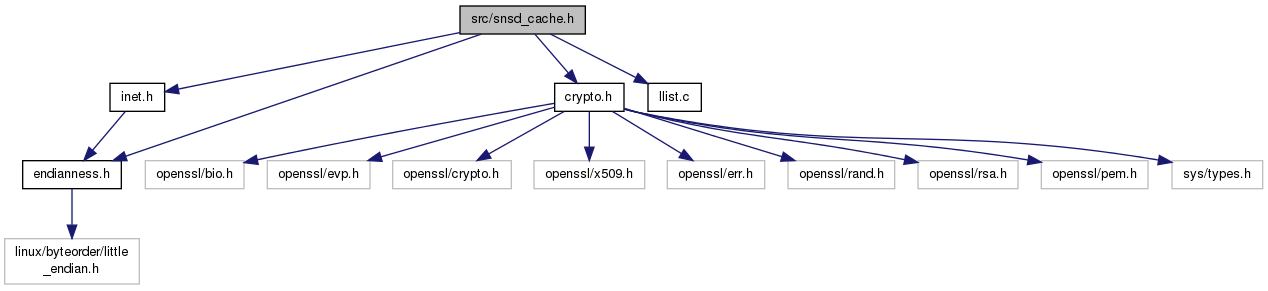 src/snsd_cache.h
inet.h
crypto.h
llist.c
endianness.h
openssl/bio.h
openssl/evp.h
openssl/crypto.h
openssl/x509.h
openssl/err.h
openssl/rand.h
openssl/rsa.h
openssl/pem.h
sys/types.h
linux/byteorder/little
_endian.h